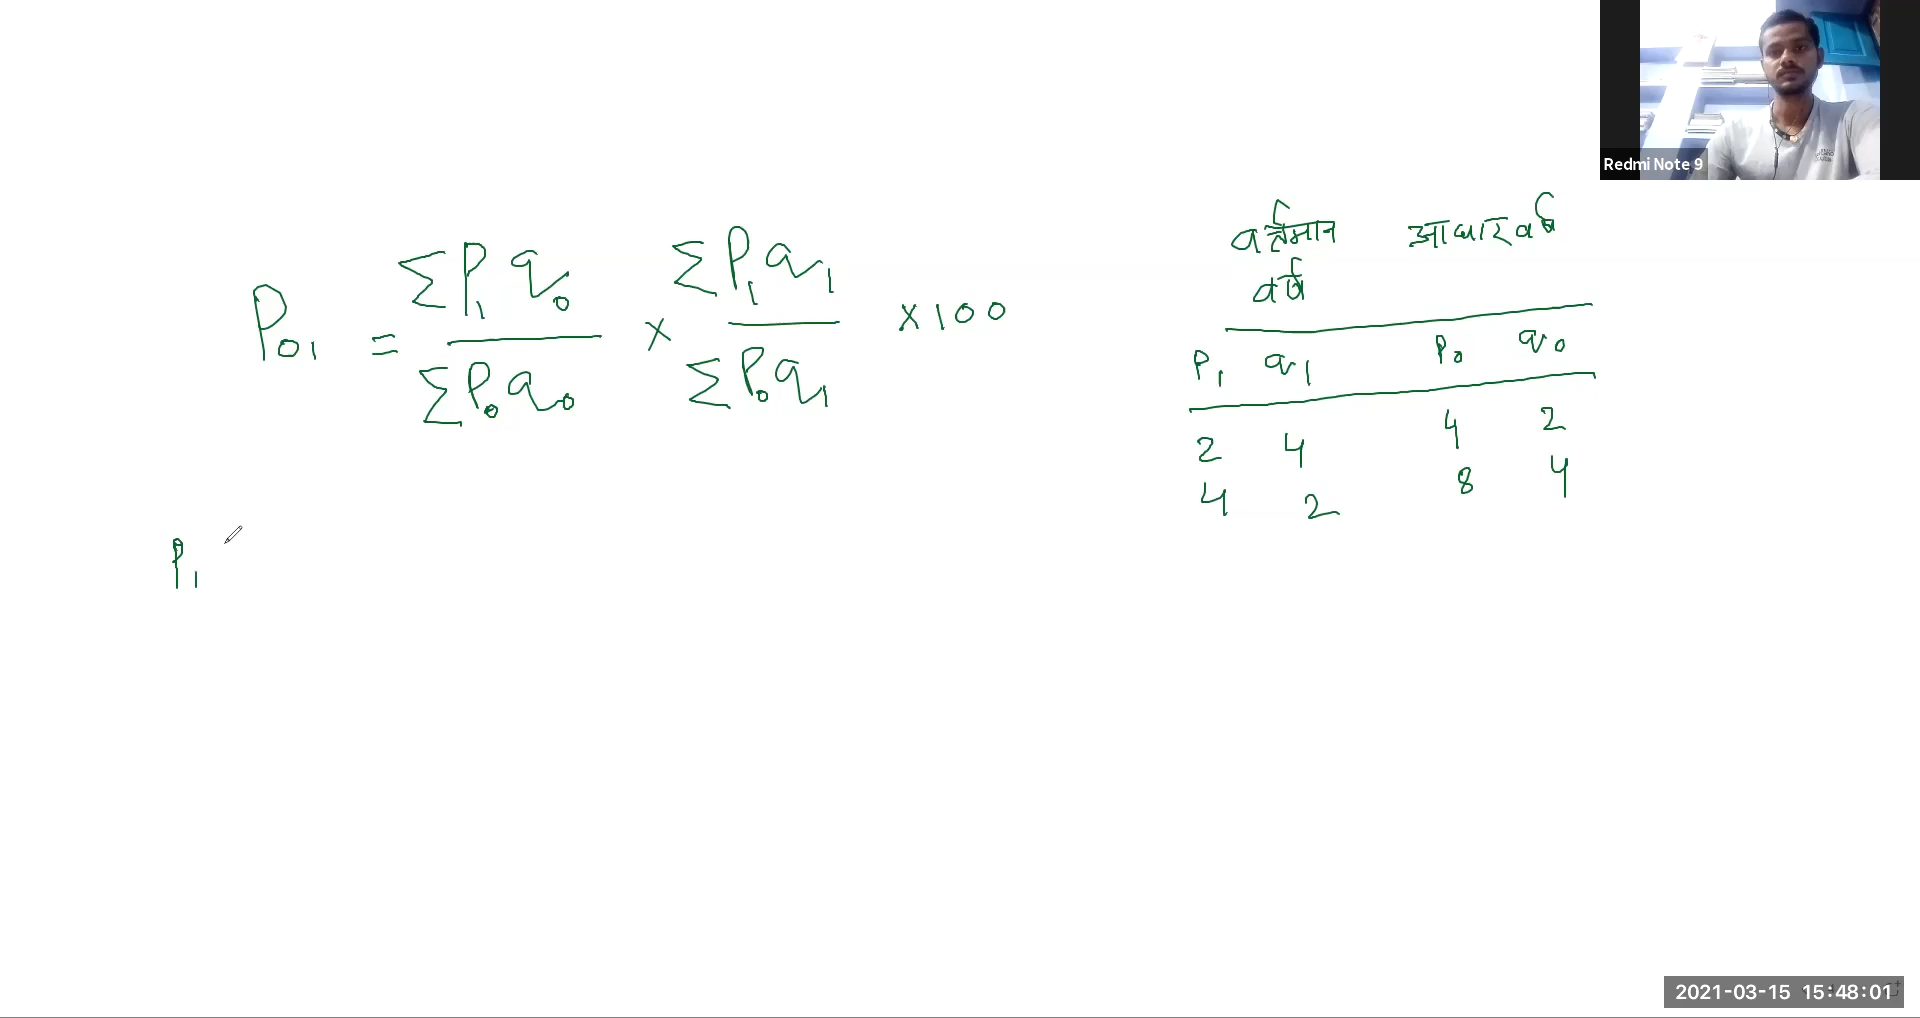 Redmi Note 9
वर्तमान आधार वर्ष
वर्ष
P₀₁ = ΣP₁q₀ / ΣP₀q₀ × ΣP₁q₁ / ΣP₀q₁ ×100
P₁ q₁ P₀ q₀
2 4 4 2
4 2 8 4
P₁
2021-03-15 15:48:01